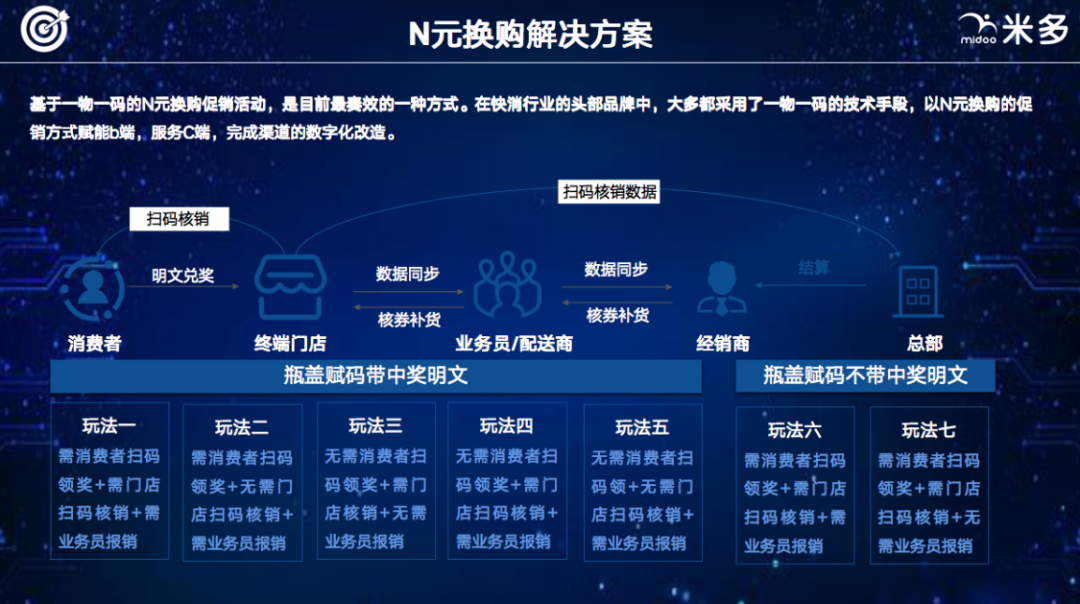 N元换购解决方案
midoo 米多
基于一物一码的N元换购促销活动，是目前最奏效的一种方式。在快消行业的头部品牌中，大多都采用了一物一码的技术手段，以N元换购的促
销方式赋能b端，服务C端，完成渠道的数字化改造。
扫码核销数据
扫码核销
明文兑奖
数据同步
核券补货
数据同步
核券补货
结算
消费者
终端门店
业务员/配送商
经销商
总部
瓶盖赋码带中奖明文
瓶盖赋码不带中奖明文
玩法一
需消费者扫码
领奖+需门店
扫码核销+需
业务员报销
玩法二
需消费者扫码
领奖+无需门
店扫码核销+
需业务员报销
玩法三
无需消费者扫
码领奖+需门
店核销+无需
业务员报销
玩法四
无需消费者扫
码领奖+需门
店扫码核销+
需业务员报销
玩法五
无需消费者扫
码领+无需门
店扫码核销+
需业务员报销
玩法六
需消费者扫码
领奖+需门店
扫码核销+需
业务员报销
玩法七
需消费者扫码
领奖+需门店
扫码核销+无
需业务员报销